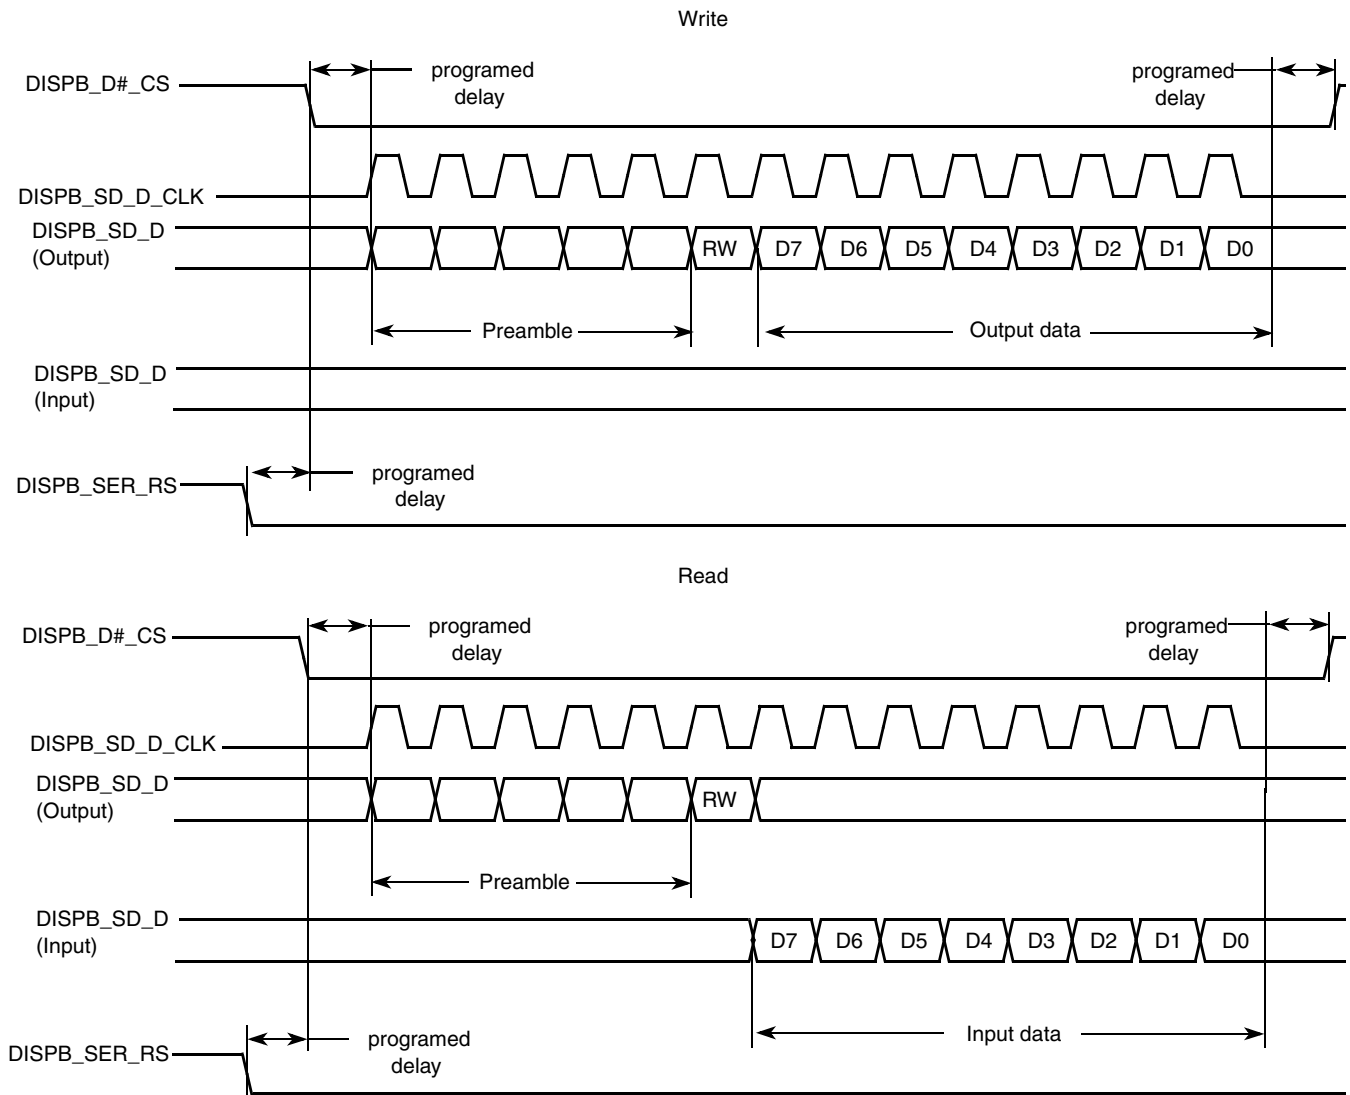 Write
programed
delay
programed
delay
DISPB_D#_CS
DISPB_SD_D_CLK
DISPB_SD_D
(Output)
RW D7 D6 D5 D4 D3 D2 D1 D0
Preamble
Output data
DISPB_SD_D
(Input)
programed
delay
DISPB_SER_RS
Read
programed
delay
programed
delay
DISPB_D#_CS
DISPB_SD_D_CLK
DISPB_SD_D
(Output)
RW
Preamble
DISPB_SD_D
(Input)
D7 D6 D5 D4 D3 D2 D1 D0
Input data
programed
delay
DISPB_SER_RS